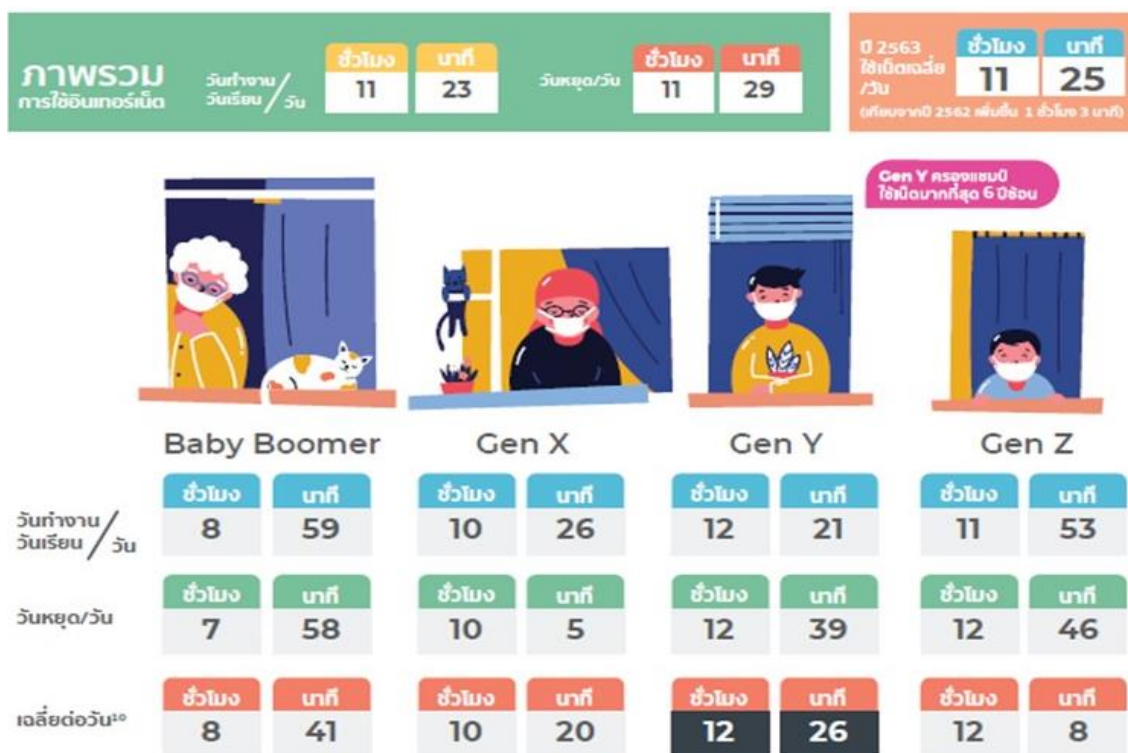 ภาพรวม
การใช้อินเทอร์เน็ต
วันทำงาน/
วันเรียน/วัน
ชั่วโมง นาที
11 23
วันหยุด/วัน
ชั่วโมง นาที
11 29
ปี 2563
ใช้เน็ตเฉลี่ย
/วัน
ชั่วโมง นาที
11 25
(เทียบจากปี 2562 เพิ่มขึ้น 1 ชั่วโมง 3 นาที)
Gen Y ครองแชมป์
ใช้เน็ตมากที่สุด 6 ปีซ้อน
Baby Boomer Gen X Gen Y Gen Z
ชั่วโมง นาที ชั่วโมง นาที ชั่วโมง นาที ชั่วโมง นาที
วันทำงาน/
วันเรียน/วัน
8 59 10 26 12 21 11 53
ชั่วโมง นาที ชั่วโมง นาที ชั่วโมง นาที ชั่วโมง นาที
วันหยุด/วัน
7 58 10 5 12 39 12 46
ชั่วโมง นาที ชั่วโมง นาที ชั่วโมง นาที ชั่วโมง นาที
เฉลี่ยต่อวัน¹⁰
8 41 10 20 12 26 12 8